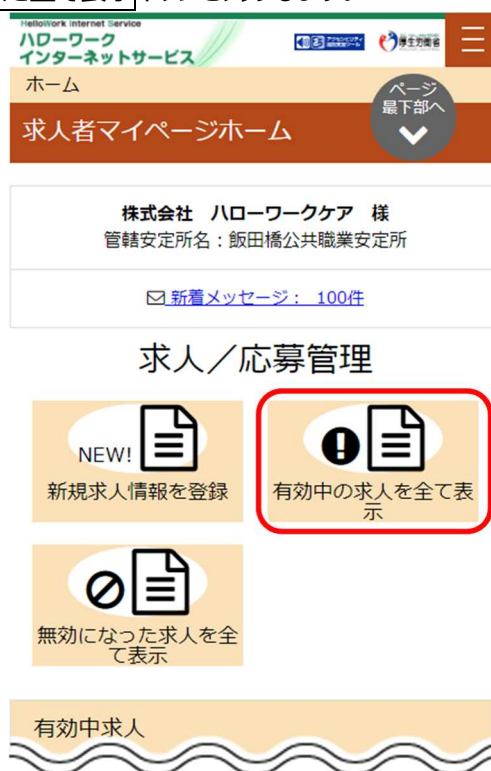 HelloWork Internet Service
ハローワーク
インターネットサービス
厚生労働省
ホーム
ページ
最下部へ
求人者マイページホーム
株式会社 ハローワークケア 様
管轄安定所名：飯田橋公共職業安定所
新着メッセージ： 100件
求人／応募管理
NEW!
新規求人情報を登録
有効中の求人を全て表
示
無効になった求人を全
て表示
有効中求人